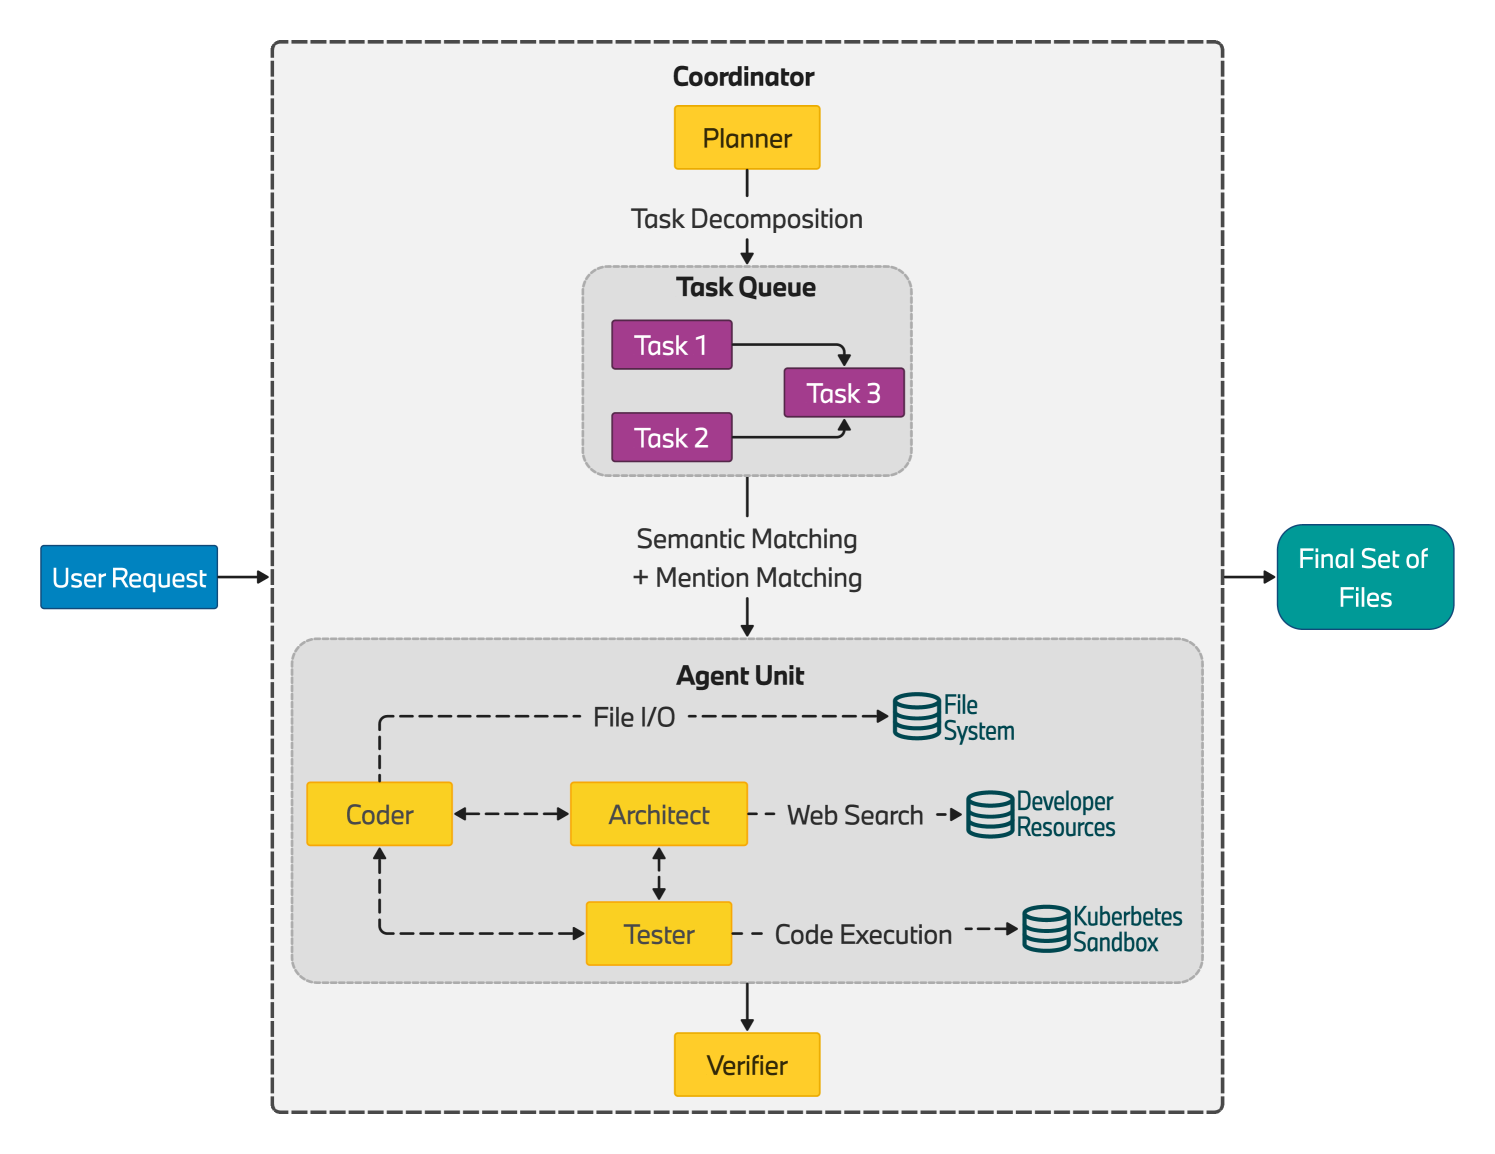 Coordinator
Planner
Task Decomposition
Task Queue
Task 1
Task 3
Task 2
Semantic Matching
+ Mention Matching
User Request
Final Set of
Files
Agent Unit
File I/O
File
System
Coder
Architect
Web Search
Developer
Resources
Tester
Code Execution
Kuberbetes
Sandbox
Verifier